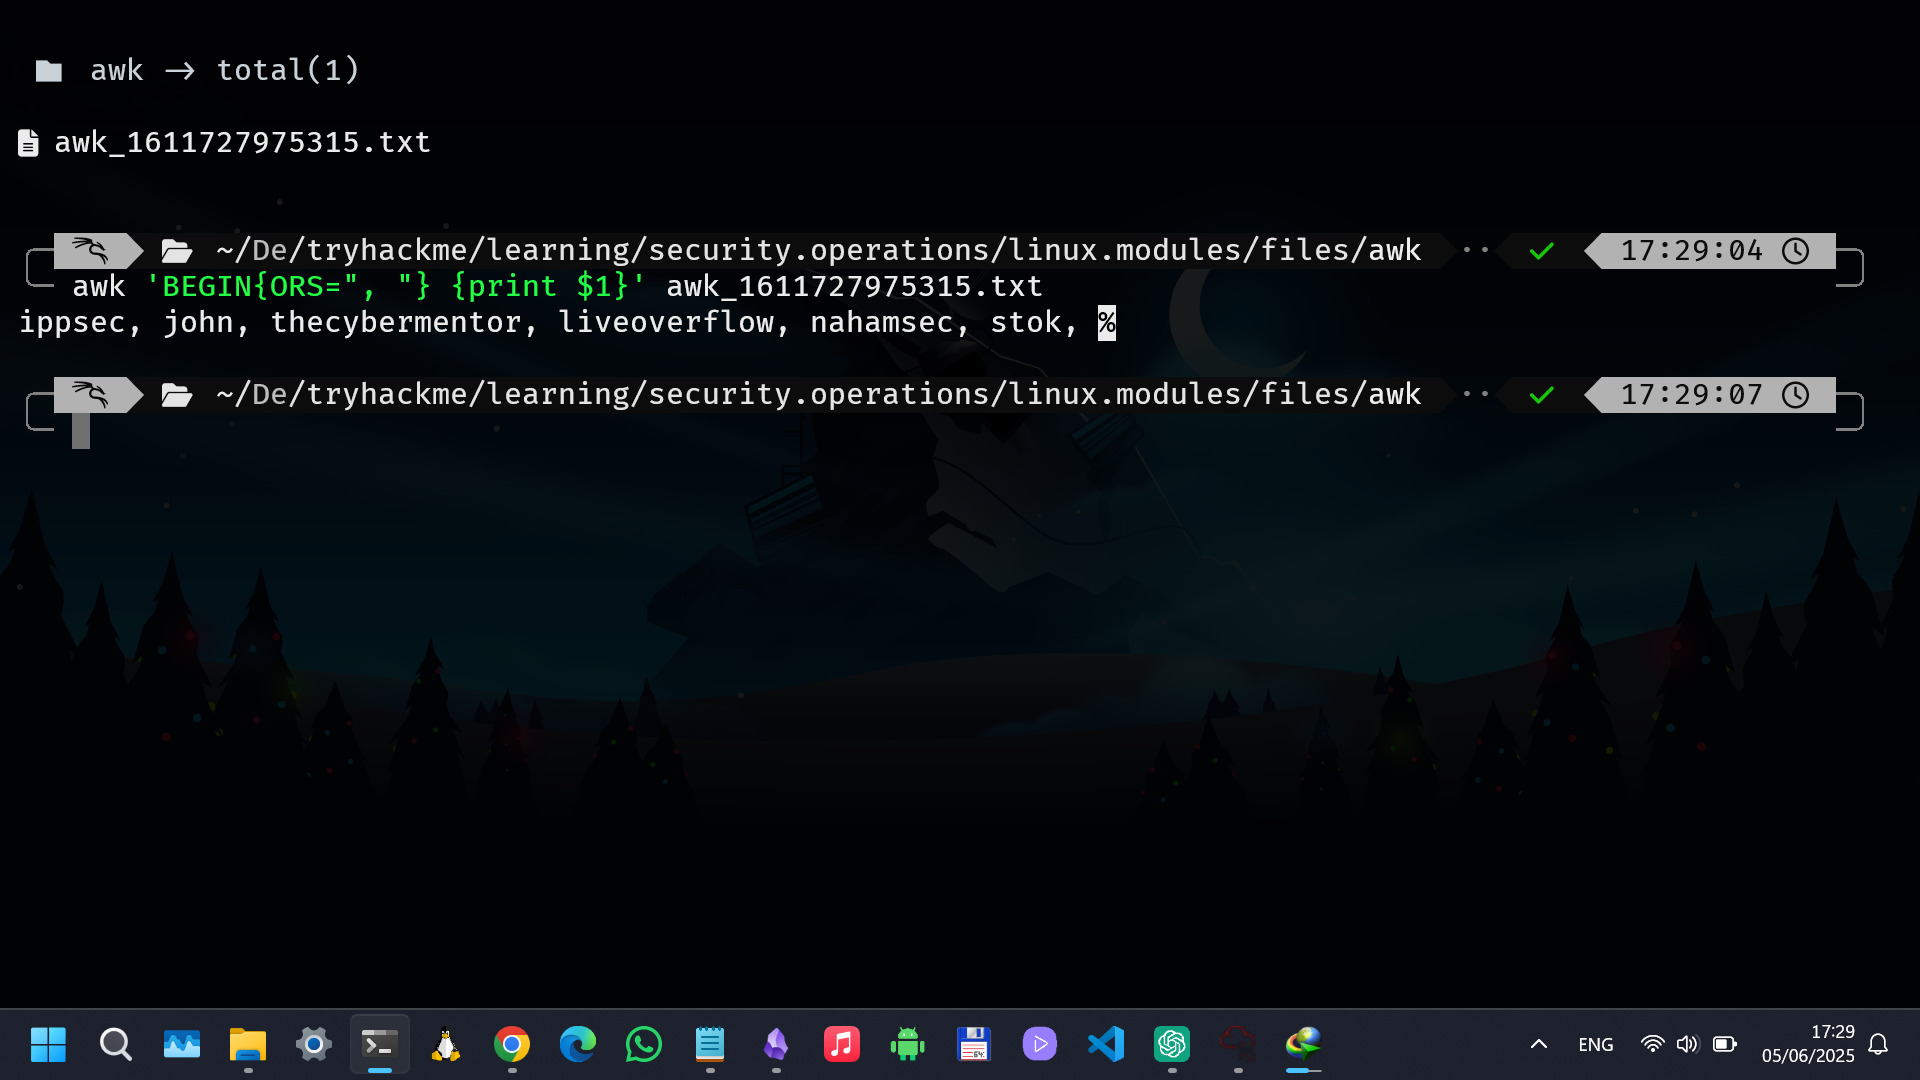 awk → total(1)
awk_1611727975315.txt
~/De/tryhackme/learning/security.operations/linux.modules/files/awk ·· ✓ 17:29:04
awk 'BEGIN{ORS=", "} {print $1}' awk_1611727975315.txt
ippsec, john, thecybermentor, liveoverflow, nahamsec, stok, %
~/De/tryhackme/learning/security.operations/linux.modules/files/awk ·· ✓ 17:29:07
64
ENG
17:29
05/06/2025